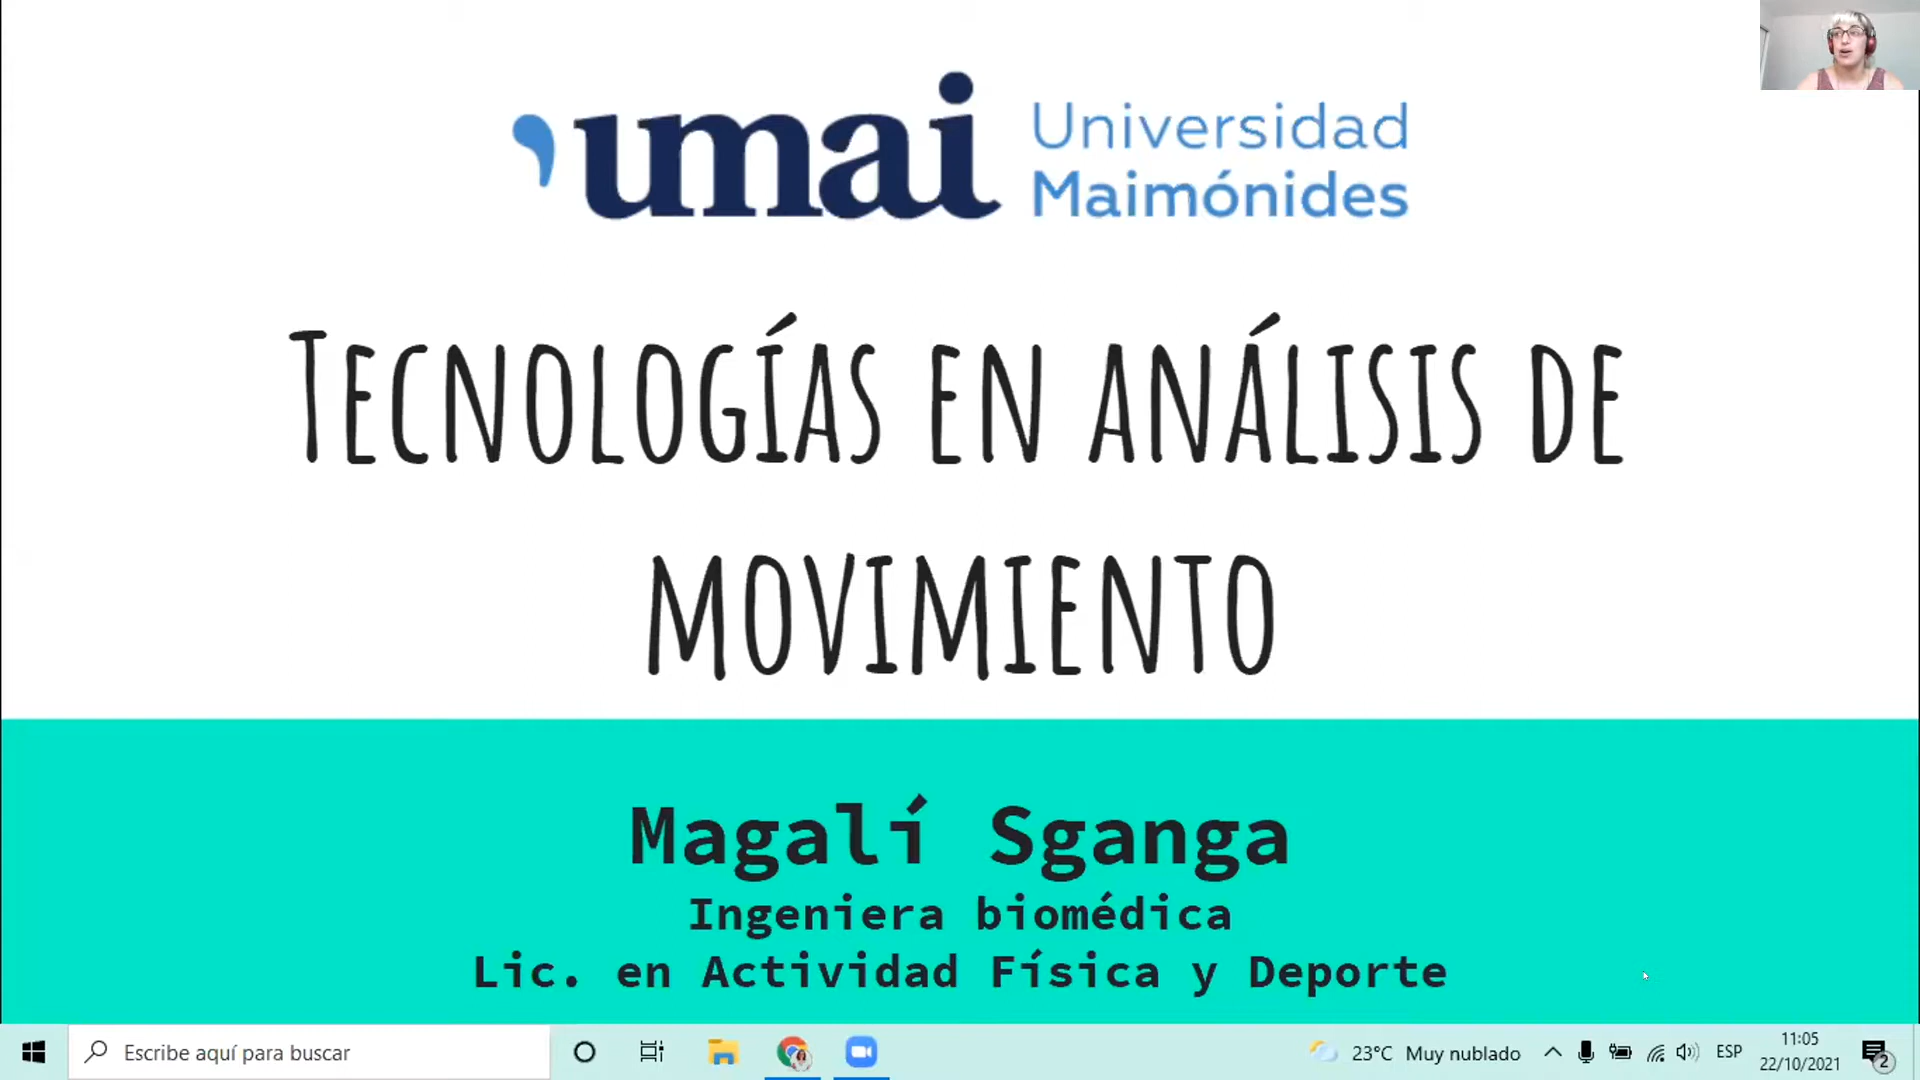 umai Universidad
Maimónides
Tecnologías en análisis de
movimiento
Magalí Sganga
Ingeniera biomédica
Lic. en Actividad Física y Deporte
Escribe aquí para buscar
23°C Muy nublado
ESP
11:05
22/10/2021
2